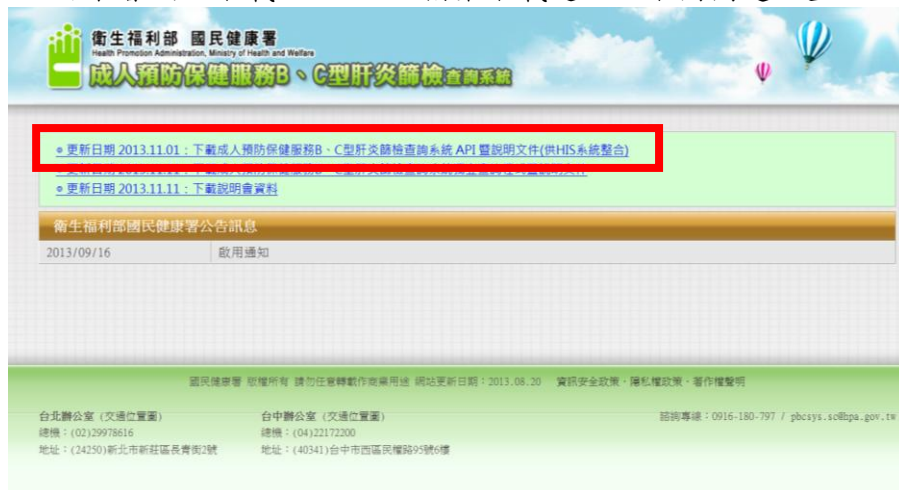 衛生福利部 國民健康署
Health Promotion Administration, Ministry of Health and Welfare
成人預防保健服務B、C型肝炎篩檢查詢系統
更新日期 2013.11.01:下載成人預防保健服務B、C型肝炎篩檢查詢系統 API 暨說明文件(供HIS系統整合)
更新日期 2013.11.11:下載說明會資料
衛生福利部國民健康署公告訊息
2013/09/16 啟用通知
國民健康署 版權所有 請勿任意轉載作商業用途 網站更新日期:2013.08.20 資訊安全政策、隱私權政策、著作權聲明
台北辦公室 (交通位置圖) 台中辦公室 (交通位置圖) 諮詢專線:0916-180-797 / pbcsys.sc@hpa.gov.tw
總機:(02)29978616 總機:(04)22172200
地址:(24250)新北市新莊區長青街2號 地址:(40341)台中市西區民權路95號6樓